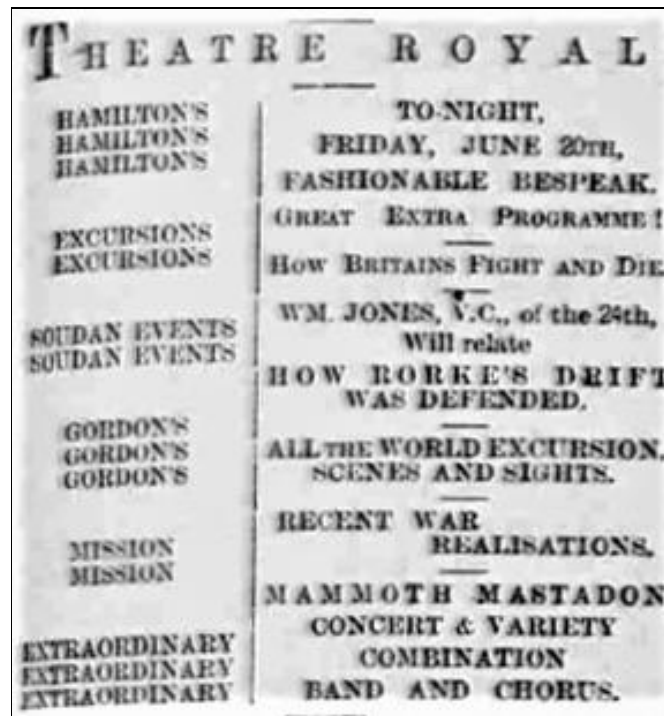 THEATRE ROYAL
HAMILTON'S
HAMILTON'S
HAMILTON'S
EXCURSIONS
EXCURSIONS
SOUDAN EVENTS
SOUDAN EVENTS
GORDON'S
GORDON'S
GORDON'S
MISSION
MISSION
EXTRAORDINARY
EXTRAORDINARY
EXTRAORDINARY
TO-NIGHT,
FRIDAY, JUNE 20TH,
FASHIONABLE BESPEAK.
GREAT EXTRA PROGRAMME!
HOW BRITAINS FIGHT AND DIE.
WM. JONES, V.C., of the 24th,
Will relate
HOW RORKE'S DRIFT
WAS DEFENDED.
ALL THE WORLD EXCURSION.
SCENES AND SIGHTS.
RECENT WAR
REALISATIONS.
MAMMOTH MASTADON
CONCERT & VARIETY
COMBINATION
BAND AND CHORUS.